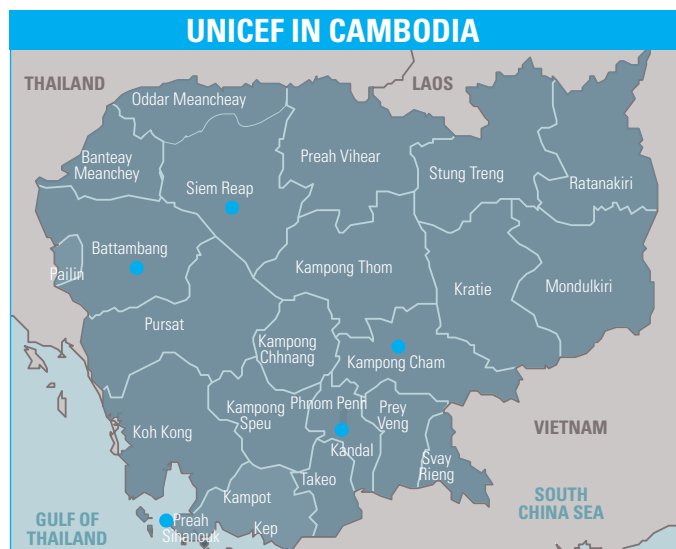 UNICEF IN CAMBODIA
THAILAND
LAOS
Oddar Meancheay
Banteay
Meanchey
Siem Reap
Preah Vihear
Stung Treng
Ratanakiri
Battambang
Pailin
Kampong Thom
Kratie
Mondulkiri
Pursat
Kampong
Chhnang
Kampong Cham
Koh Kong
Kampong
Speu
Phnom Penh
Prey
Veng
Kandal
Svay
Rieng
VIETNAM
Takeo
Kampot
Kep
Preah
Sihanouk
GULF OF
THAILAND
SOUTH
CHINA SEA